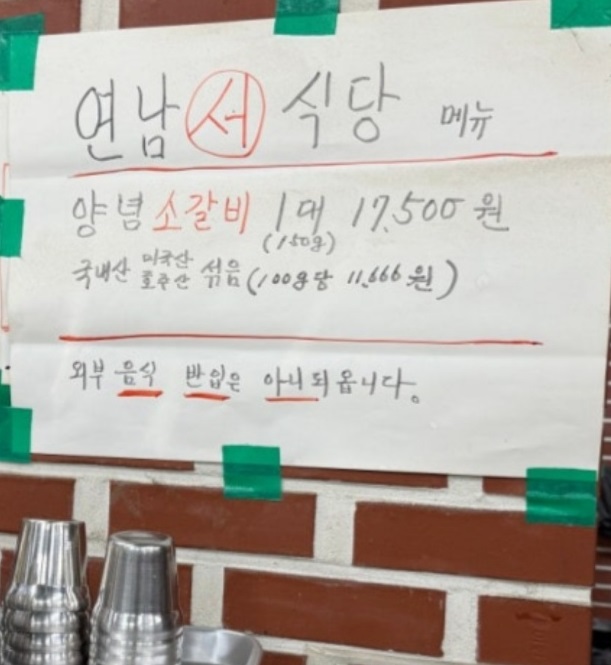 연남서식당 메뉴
양념소갈비 1대 17,500원
(150g)
국내산 미국산 호주산 섞음 (100g당 11,666원)
외부 음식 반입은 아니되옵니다.